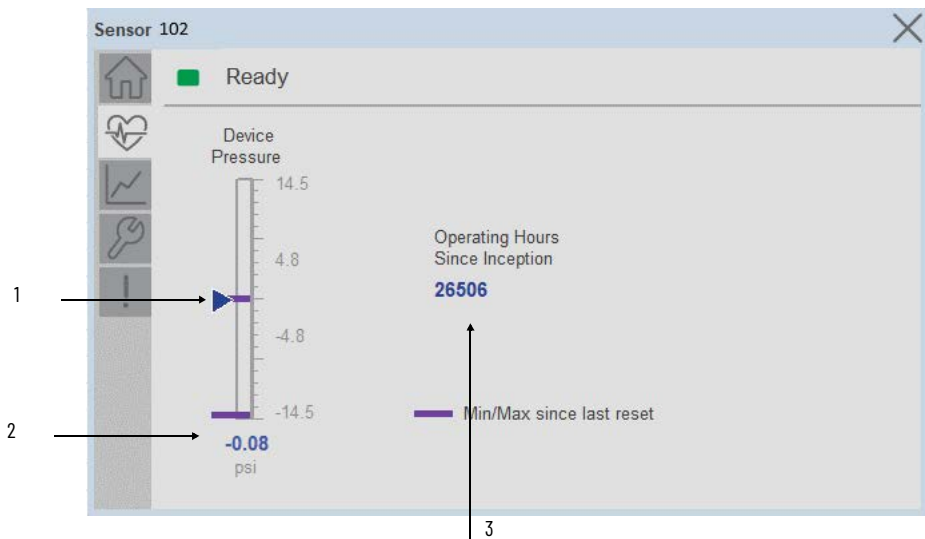 Sensor 102
Ready
Device
Pressure
14.5
4.8
-4.8
-14.5
-0.08
psi
Operating Hours
Since Inception
26506
Min/Max since last reset
!
1
2
3